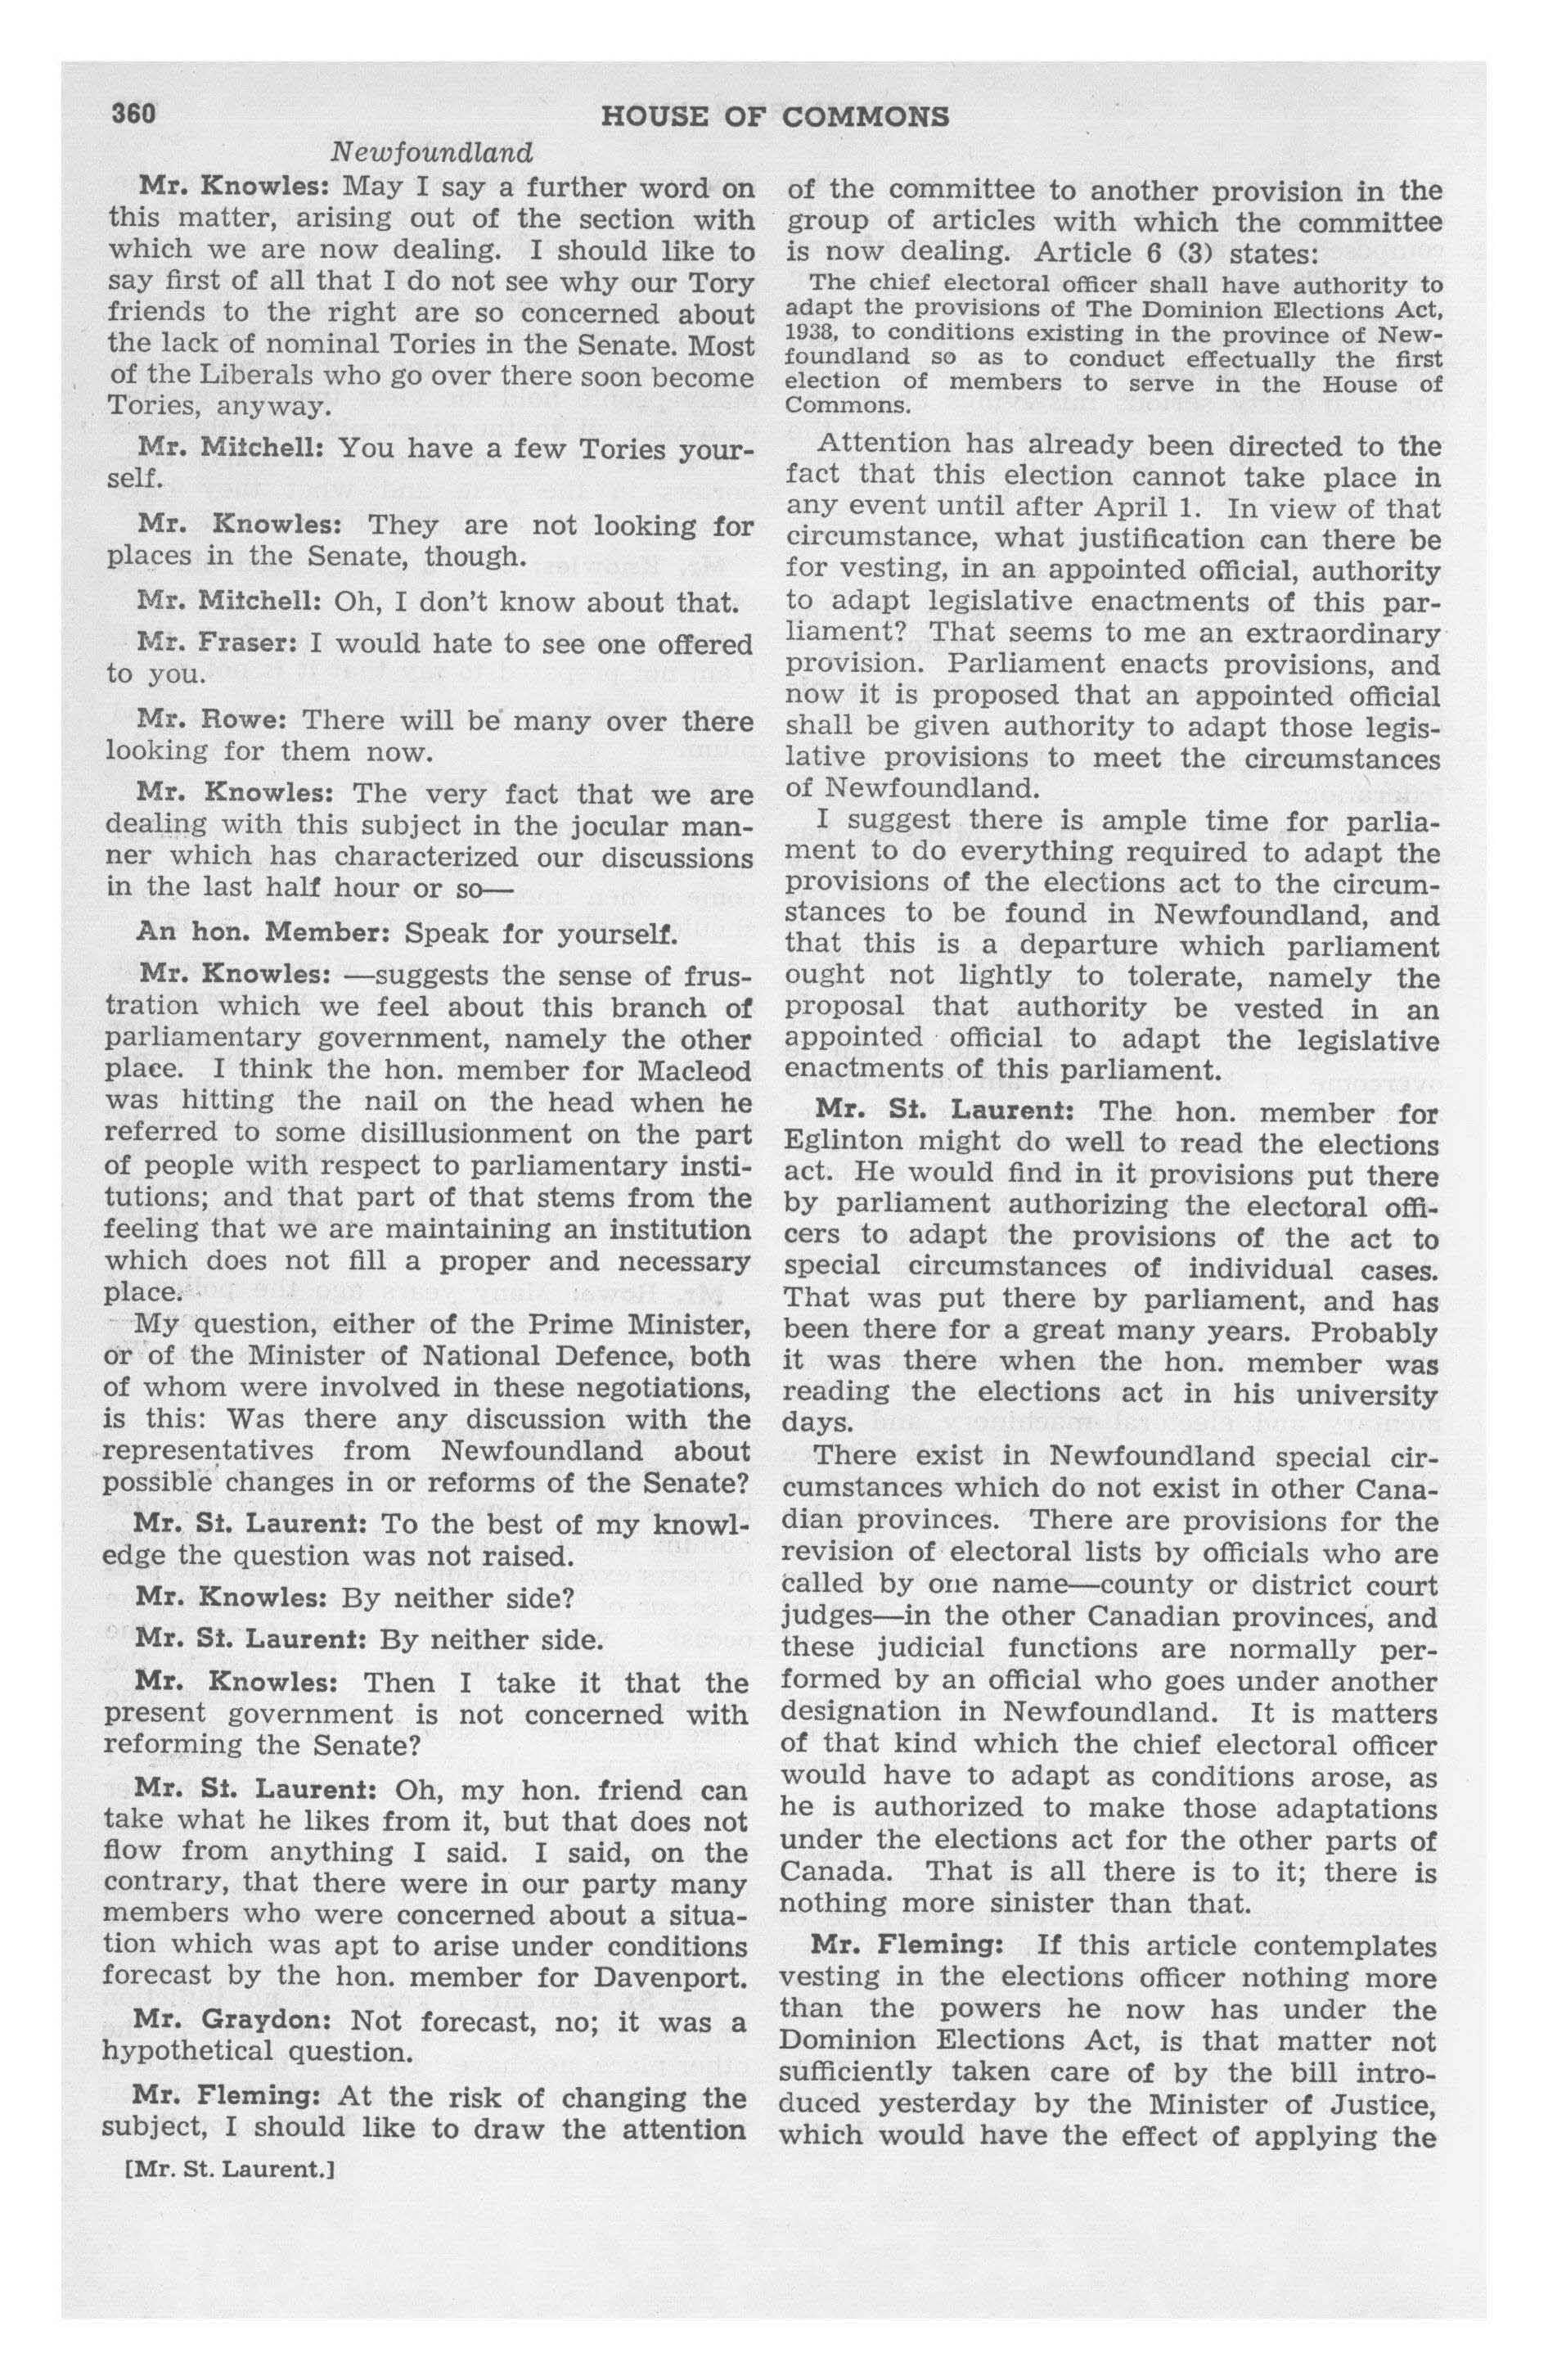 360
HOUSE OF COMMONS
Newfoundland
Mr. Knowles: May I say a further word on
this matter, arising out of the section with
which we are now dealing. I should like to
say first of all that I do not see why our Tory
friends to the right are so concerned about
the lack of nominal Tories in the Senate. Most
of the Liberals who go over there soon become
Tories, anyway.
Mr. Mitchell: You have a few Tories your-
self.
Mr. Knowles: They are not looking for
places in the Senate, though.
Mr. Mitchell: Oh, I don't know about that.
Mr. Fraser: I would hate to see one offered
to you.
Mr. Rowe: There will be many over there
looking for them now.
Mr. Knowles: The very fact that we are
dealing with this subject in the jocular man-
ner which has characterized our discussions
in the last half hour or so—
An hon. Member: Speak for yourself.
Mr. Knowles: —suggests the sense of frus-
tration which we feel about this branch of
parliamentary government, namely the other
place. I think the hon. member for Macleod
was hitting the nail on the head when he
referred to some disillusionment on the part
of people with respect to parliamentary insti-
tutions; and that part of that stems from the
feeling that we are maintaining an institution
which does not fill a proper and necessary
place.
My question, either of the Prime Minister,
or of the Minister of National Defence, both
of whom were involved in these negotiations,
is this: Was there any discussion with the
representatives from Newfoundland about
possible changes in or reforms of the Senate?
Mr. St. Laurent: To the best of my knowl-
edge the question was not raised.
Mr. Knowles: By neither side?
Mr. St. Laurent: By neither side.
Mr. Knowles: Then I take it that the
present government is not concerned with
reforming the Senate?
Mr. St. Laurent: Oh, my hon. friend can
take what he likes from it, but that does not
flow from anything I said. I said, on the
contrary, that there were in our party many
members who were concerned about a situa-
tion which was apt to arise under conditions
forecast by the hon. member for Davenport.
Mr. Graydon: Not forecast, no; it was a
hypothetical question.
Mr. Fleming: At the risk of changing the
subject, I should like to draw the attention
[Mr. St. Laurent.]
of the committee to another provision in the
group of articles with which the committee
is now dealing. Article 6 (3) states:
The chief electoral officer shall have authority to
adapt the provisions of The Dominion Elections Act,
1938, to conditions existing in the province of New-
foundland so as to conduct effectually the first
election of members to serve in the House of
Commons.
Attention has already been directed to the
fact that this election cannot take place in
any event until after April 1. In view of that
circumstance, what justification can there be
for vesting, in an appointed official, authority
to adapt legislative enactments of this par-
liament? That seems to me an extraordinary
provision. Parliament enacts provisions, and
now it is proposed that an appointed official
shall be given authority to adapt those legis-
lative provisions to meet the circumstances
of Newfoundland.
I suggest there is ample time for parlia-
ment to do everything required to adapt the
provisions of the elections act to the circum-
stances to be found in Newfoundland, and
that this is a departure which parliament
ought not lightly to tolerate, namely the
proposal that authority be vested in an
appointed official to adapt the legislative
enactments of this parliament.
Mr. St. Laurent: The hon. member for
Eglinton might do well to read the elections
act. He would find in it provisions put there
by parliament authorizing the electoral offi-
cers to adapt the provisions of the act to
special circumstances of individual cases.
That was put there by parliament, and has
been there for a great many years. Probably
it was there when the hon. member was
reading the elections act in his university
days.
There exist in Newfoundland special cir-
cumstances which do not exist in other Cana-
dian provinces. There are provisions for the
revision of electoral lists by officials who are
called by one name—county or district court
judges—in the other Canadian provinces, and
these judicial functions are normally per-
formed by an official who goes under another
designation in Newfoundland. It is matters
of that kind which the chief electoral officer
would have to adapt as conditions arose, as
he is authorized to make those adaptations
under the elections act for the other parts of
Canada. That is all there is to it; there is
nothing more sinister than that.
Mr. Fleming: If this article contemplates
vesting in the elections officer nothing more
than the powers he now has under the
Dominion Elections Act, is that matter not
sufficiently taken care of by the bill intro-
duced yesterday by the Minister of Justice,
which would have the effect of applying the